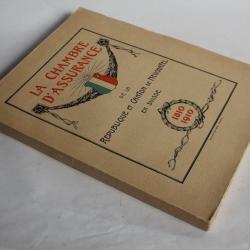 LA CHAMBRE
D'ASSURANCE
DE LA
RÉPUBLIQUE ET CANTON DE NEUCHÂTEL
EN SUISSE
1810
1910